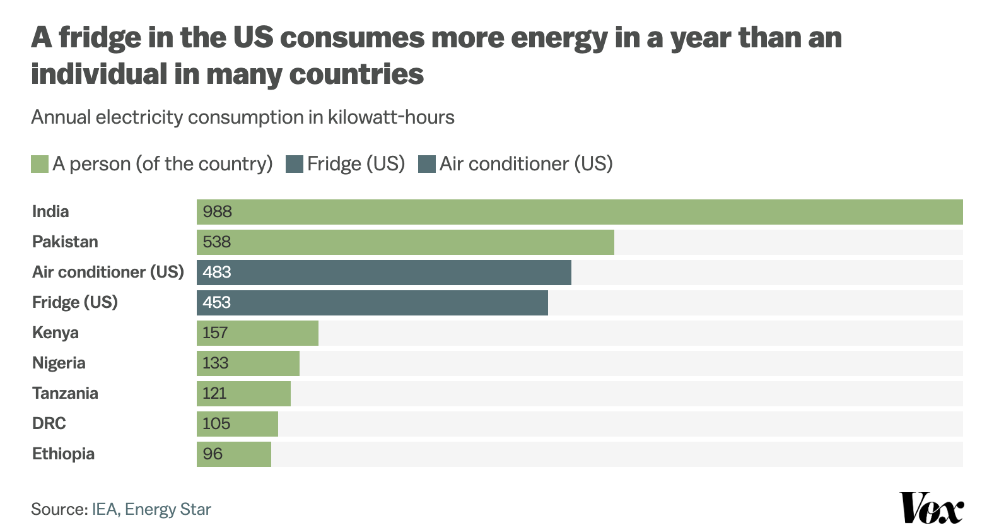 A fridge in the US consumes more energy in a year than an
individual in many countries
Annual electricity consumption in kilowatt-hours
A person (of the country) Fridge (US) Air conditioner (US)
India 988
Pakistan 538
Air conditioner (US) 483
Fridge (US) 453
Kenya 157
Nigeria 133
Tanzania 121
DRC 105
Ethiopia 96
Source: IEA, Energy Star
Vox